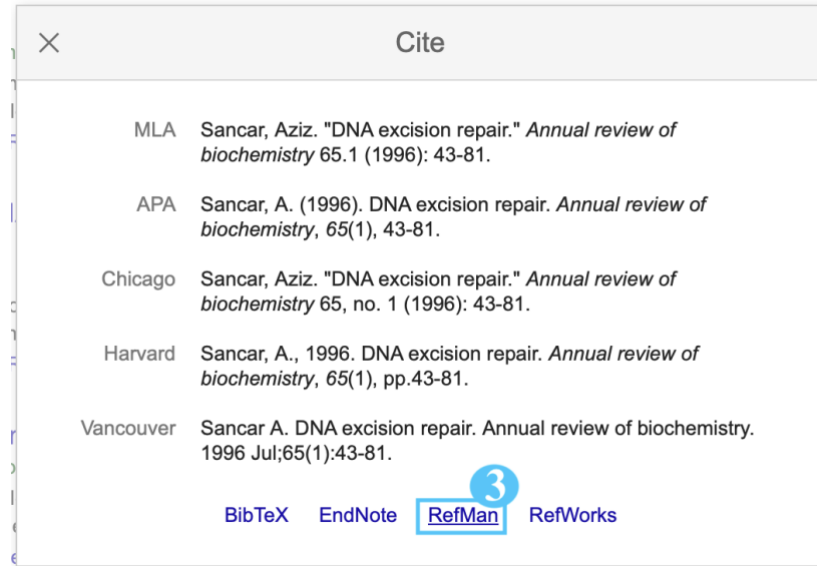 Cite
MLA Sancar, Aziz. "DNA excision repair." Annual review of
biochemistry 65.1 (1996): 43-81.
APA Sancar, A. (1996). DNA excision repair. Annual review of
biochemistry, 65(1), 43-81.
Chicago Sancar, Aziz. "DNA excision repair." Annual review of
biochemistry 65, no. 1 (1996): 43-81.
Harvard Sancar, A., 1996. DNA excision repair. Annual review of
biochemistry, 65(1), pp.43-81.
Vancouver Sancar A. DNA excision repair. Annual review of biochemistry.
1996 Jul;65(1):43-81.
3
BibTeX EndNote RefMan RefWorks